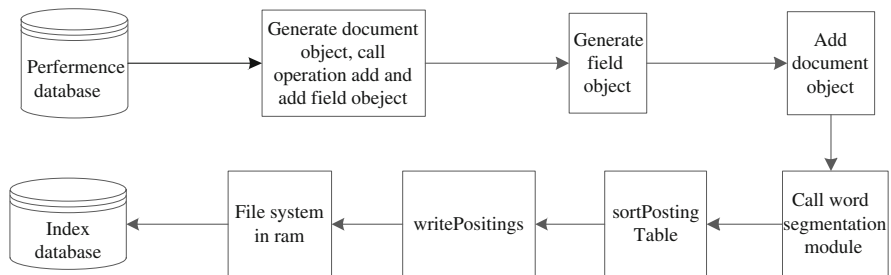 Perfermence
database
Generate document
object, call
operation add and
add field obeject
Generate
field
object
Add
document
object
Call word
segmentation
module
sortPosting
Table
writePositings
File system
in ram
Index
database